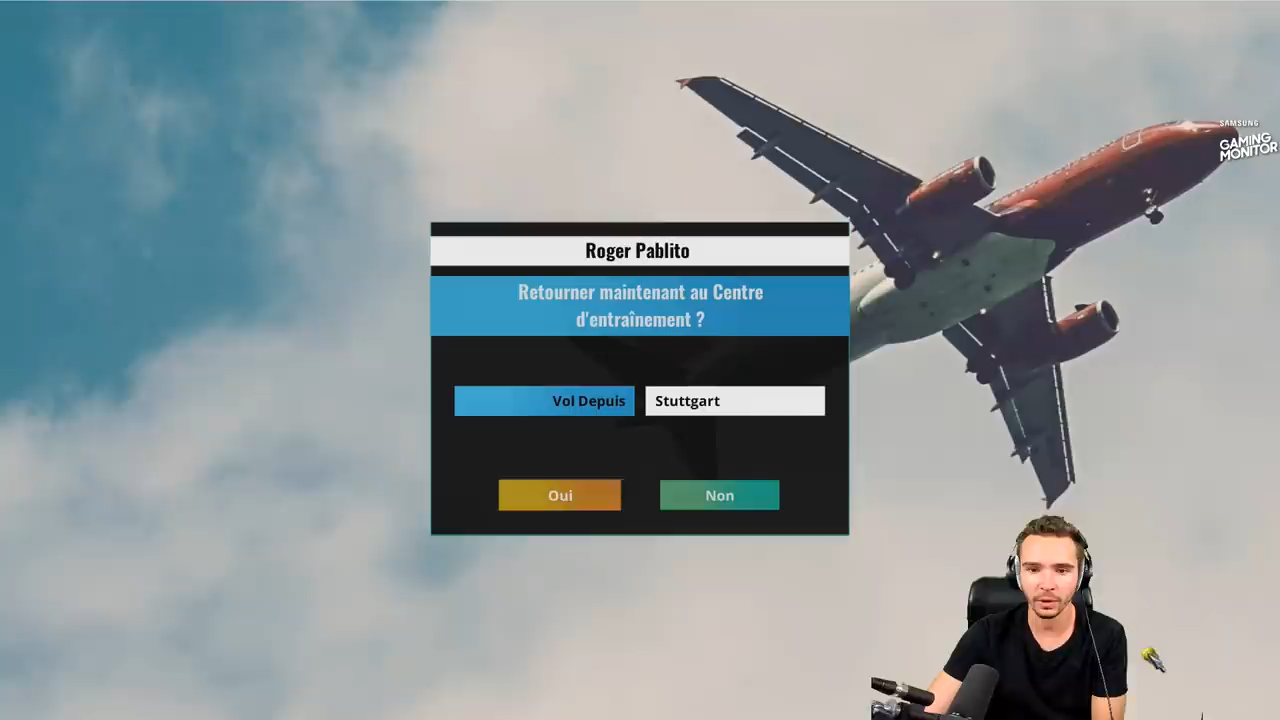 SAMSUNG
GAMING
MONITOR
Roger Pablito
Retourner maintenant au Centre
d'entraînement ?
Vol Depuis Stuttgart
Oui Non